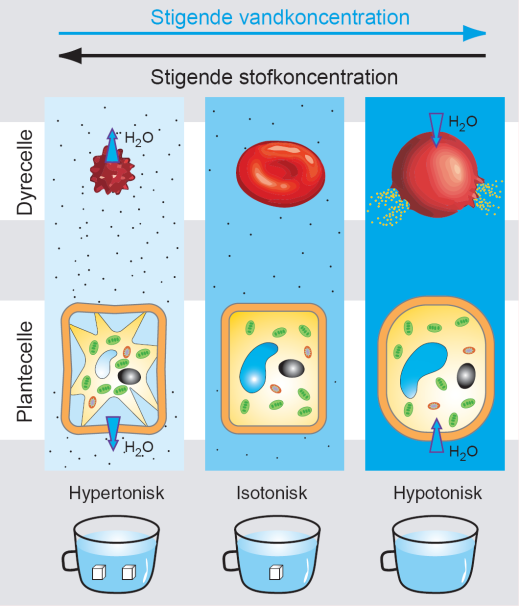 Stigende vandkoncentration
Stigende stofkoncentration
Dyrecelle
H2O
H2O
Plantecelle
H2O
H2O
Hypertonisk
Isotonisk
Hypotonisk